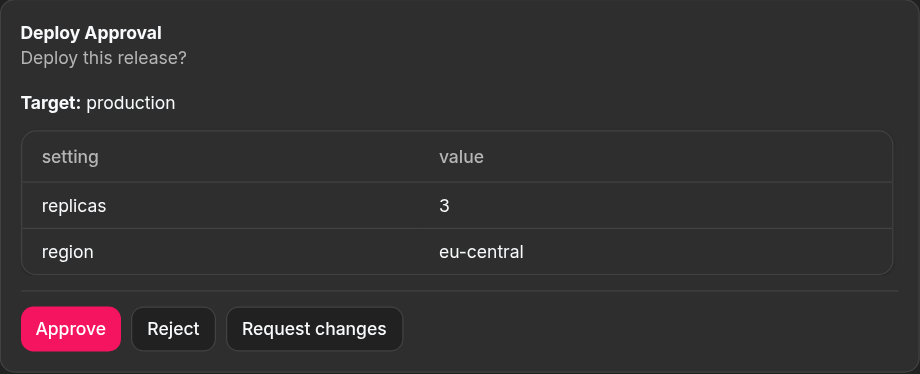 Deploy Approval
Deploy this release?
Target: production
setting value
replicas 3
region eu-central
Approve Reject Request changes